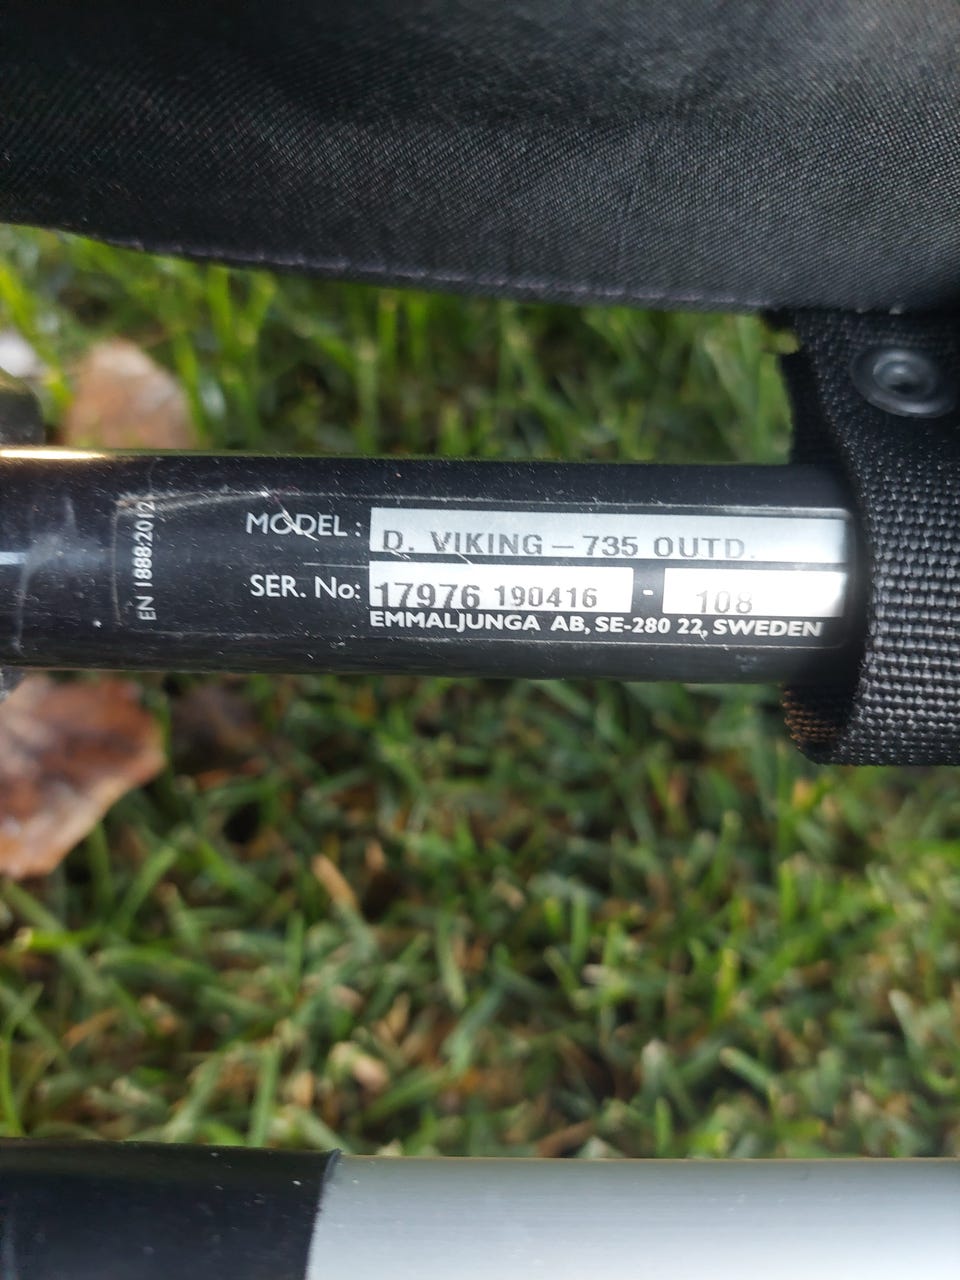 EN 1888:2012
MODEL: D. VIKING – 735 OUTD.
SER. No: 17976 190416 - 108
EMMALJUNGA AB, SE-280 22, SWEDEN